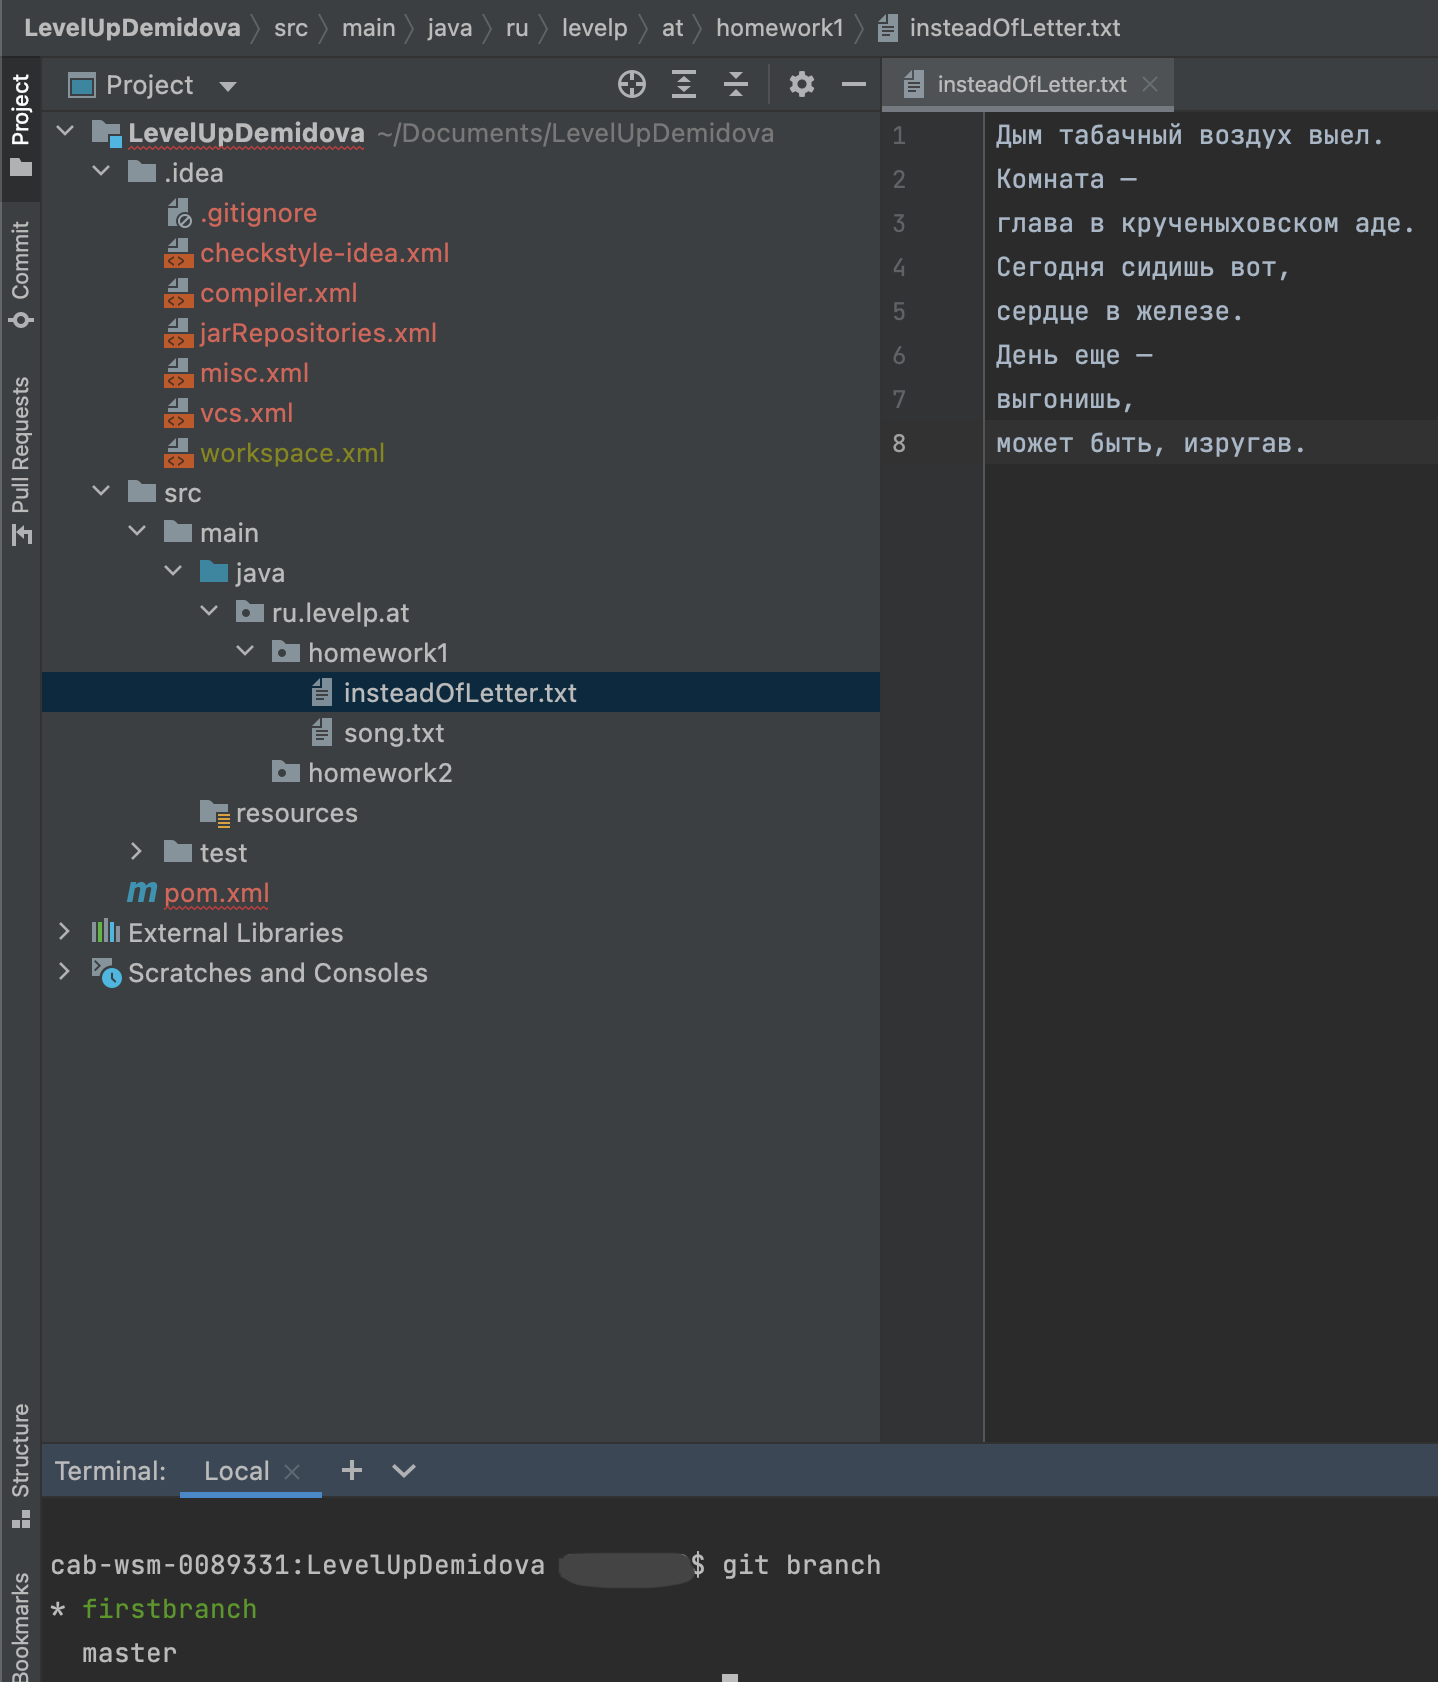 LevelUpDemidova src main java ru levelp at homework1 insteadOfLetter.txt
Project
Commit
Pull Requests
Structure
Bookmarks
Project
LevelUpDemidova ~/Documents/LevelUpDemidova
.idea
.gitignore
checkstyle-idea.xml
compiler.xml
jarRepositories.xml
misc.xml
vcs.xml
workspace.xml
src
main
java
ru.levelp.at
homework1
insteadOfLetter.txt
song.txt
homework2
resources
test
pom.xml
External Libraries
Scratches and Consoles
insteadOfLetter.txt
1 Дым табачный воздух выел.
2 Комната —
3 глава в крученыховском аде.
4 Сегодня сидишь вот,
5 сердце в железе.
6 День еще —
7 выгонишь,
8 может быть, изругав.
Terminal: Local
cab-wsm-0089331:LevelUpDemidova $ git branch
* firstbranch
master